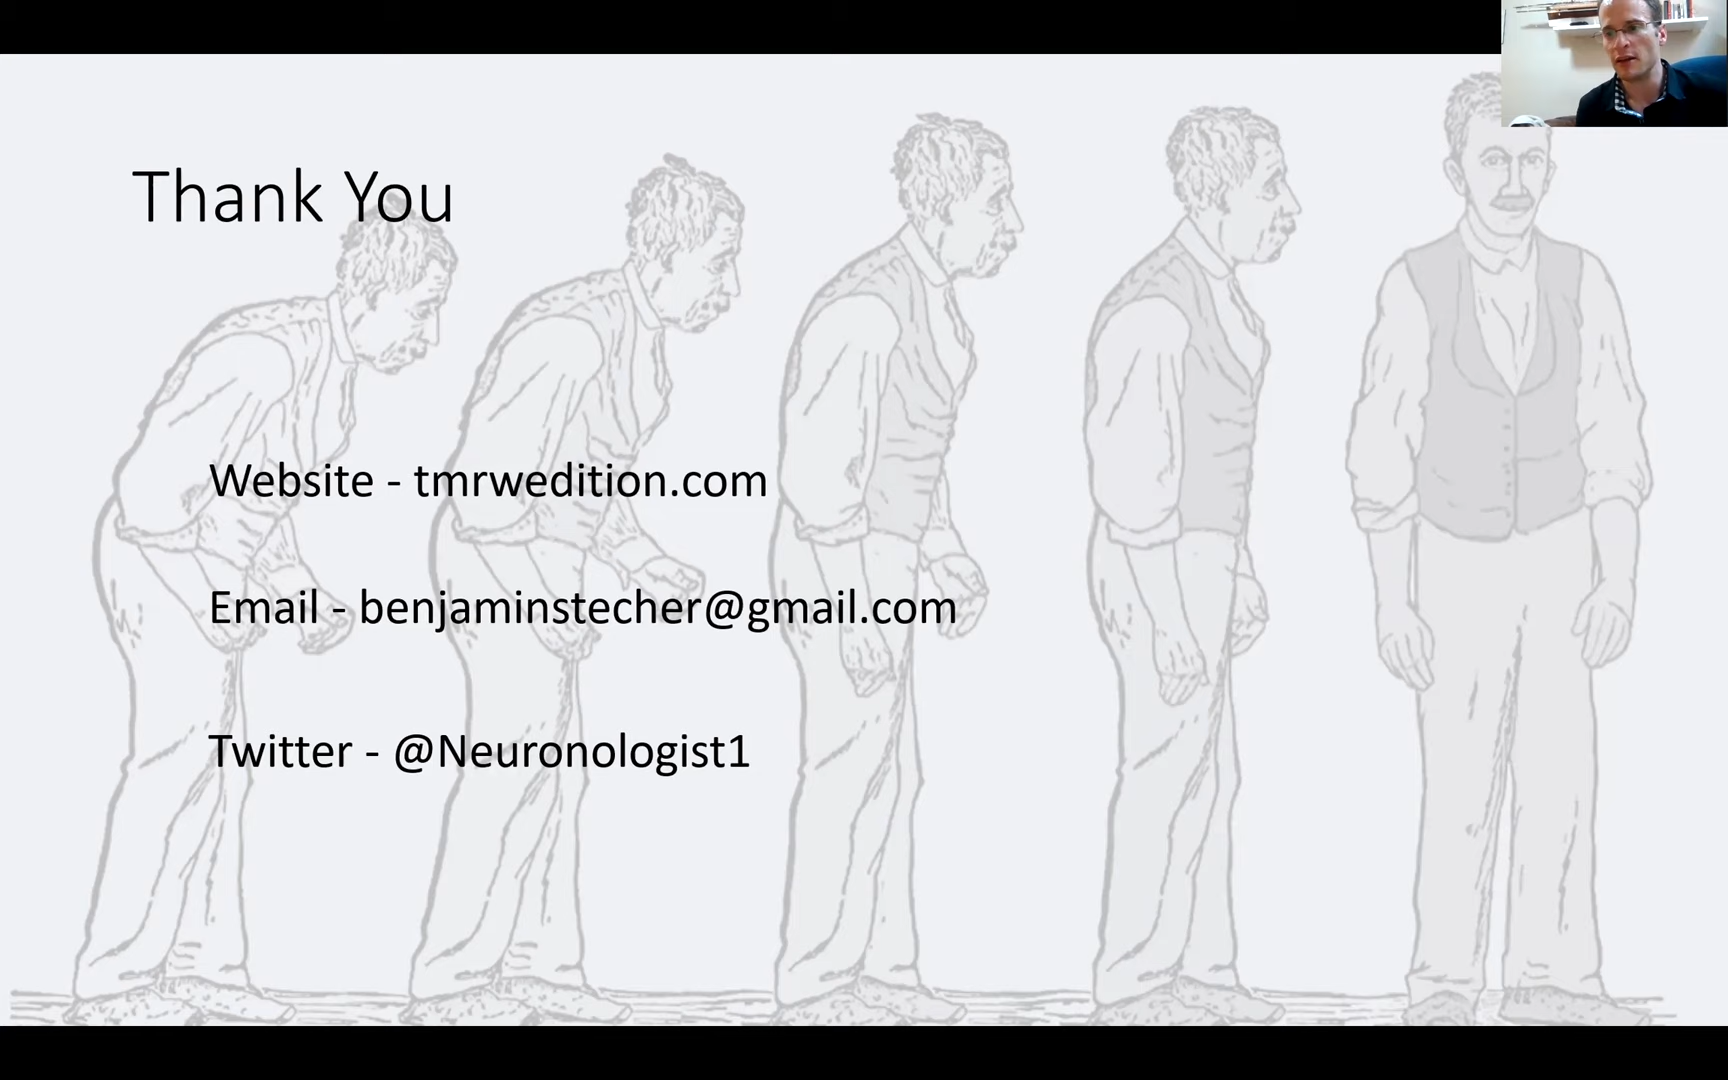 Thank You
Website - tmrwedition.com
Email - benjaminstecher@gmail.com
Twitter - @Neuronologist1